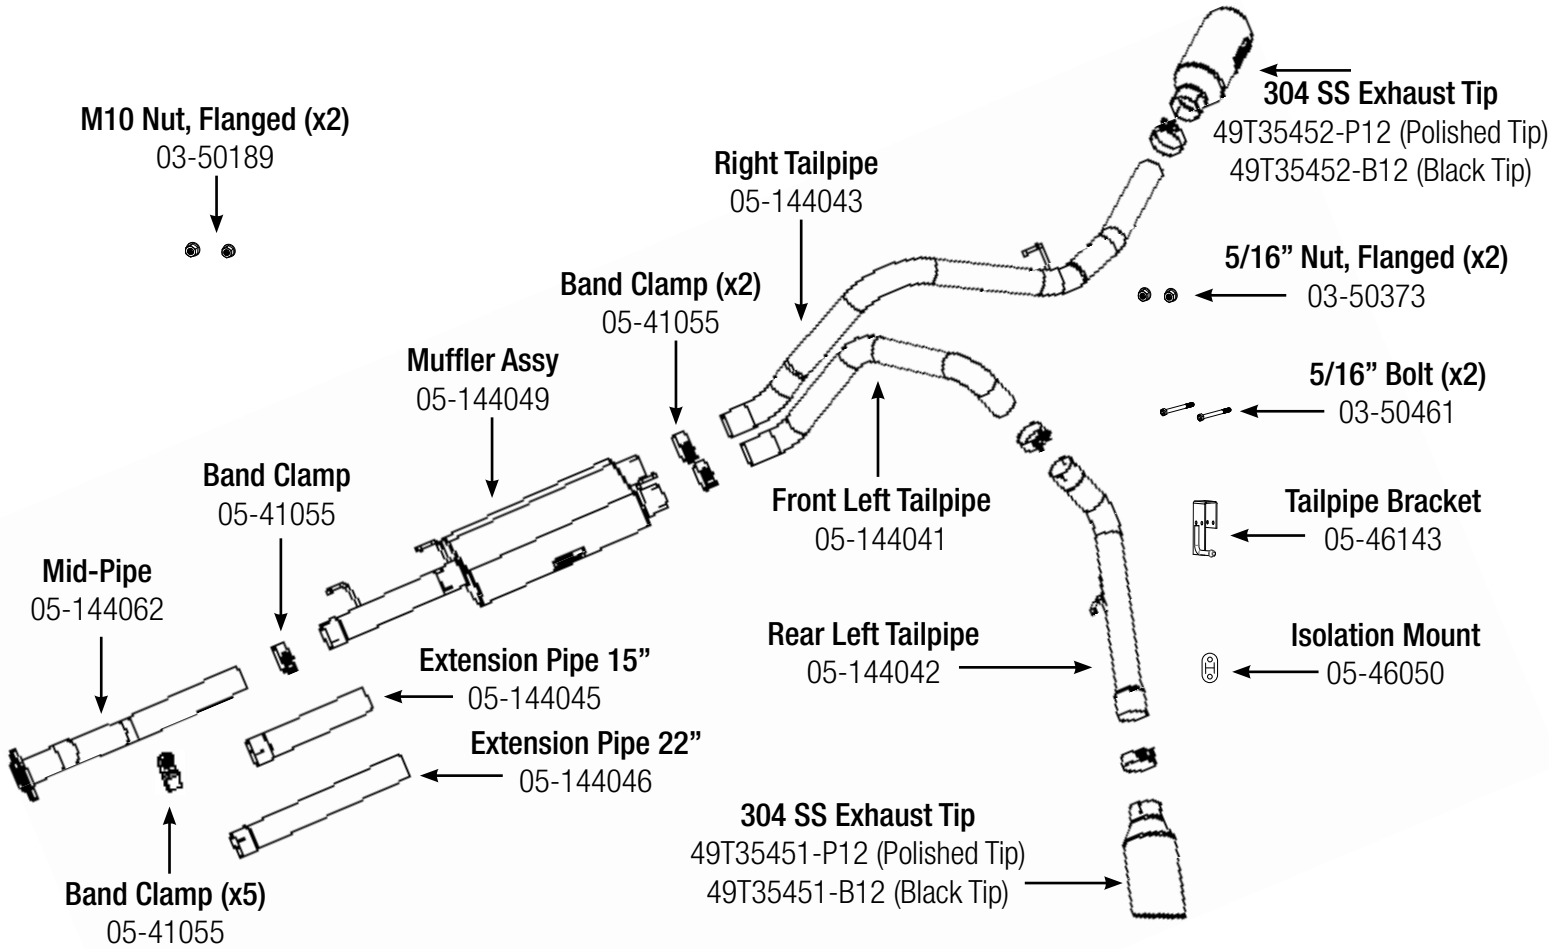 304 SS Exhaust Tip
49T35452-P12 (Polished Tip)
49T35452-B12 (Black Tip)
M10 Nut, Flanged (x2)
03-50189
Right Tailpipe
05-144043
5/16” Nut, Flanged (x2)
03-50373
Band Clamp (x2)
05-41055
Muffler Assy
05-144049
5/16” Bolt (x2)
03-50461
Band Clamp
05-41055
Front Left Tailpipe
05-144041
Tailpipe Bracket
05-46143
Mid-Pipe
05-144062
Extension Pipe 15”
05-144045
Rear Left Tailpipe
05-144042
Isolation Mount
05-46050
Extension Pipe 22”
05-144046
304 SS Exhaust Tip
49T35451-P12 (Polished Tip)
49T35451-B12 (Black Tip)
Band Clamp (x5)
05-41055